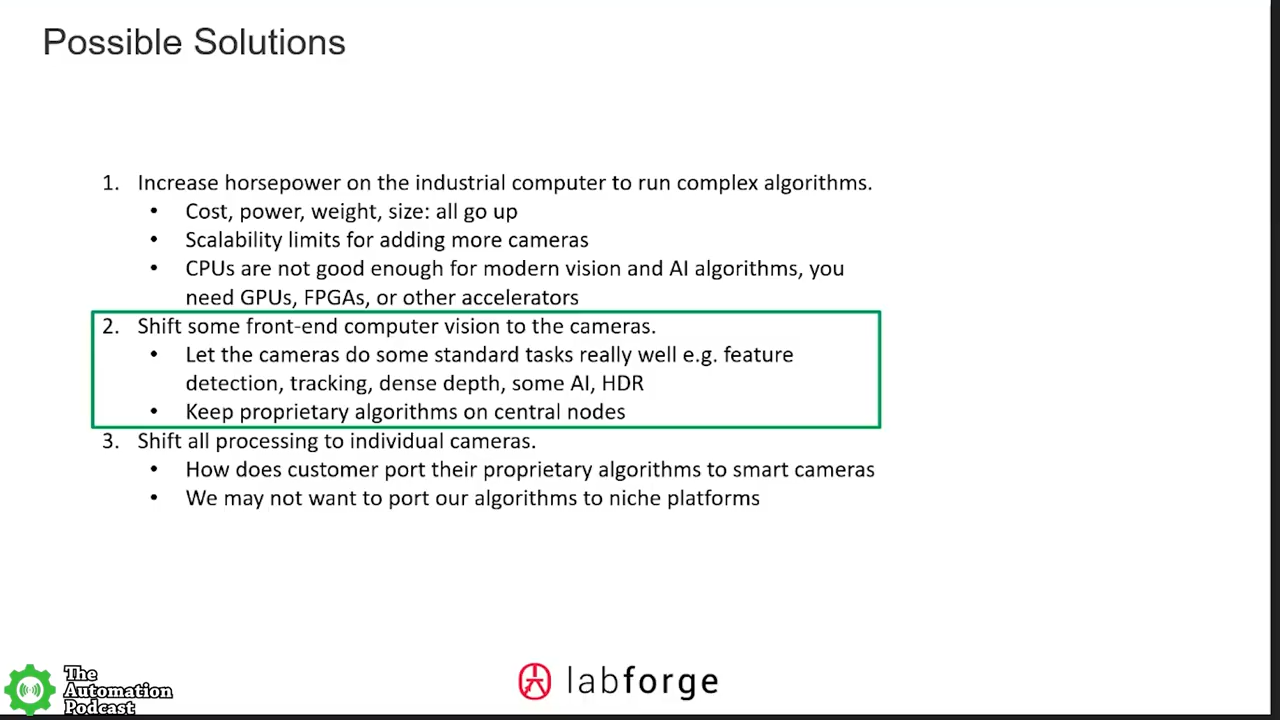 Possible Solutions
1. Increase horsepower on the industrial computer to run complex algorithms.
• Cost, power, weight, size: all go up
• Scalability limits for adding more cameras
• CPUs are not good enough for modern vision and AI algorithms, you
need GPUs, FPGAs, or other accelerators
2. Shift some front-end computer vision to the cameras.
• Let the cameras do some standard tasks really well e.g. feature
detection, tracking, dense depth, some AI, HDR
• Keep proprietary algorithms on central nodes
3. Shift all processing to individual cameras.
• How does customer port their proprietary algorithms to smart cameras
• We may not want to port our algorithms to niche platforms
The
Automation
Podcast
labforge